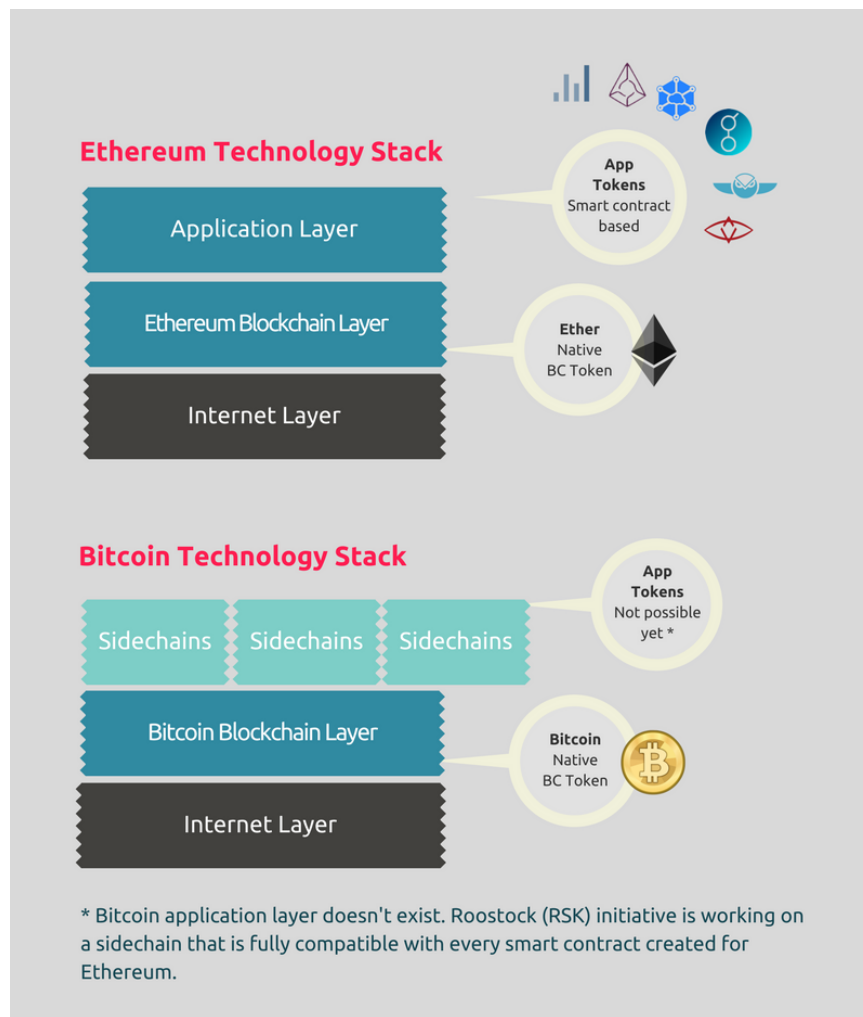 Ethereum Technology Stack
Application Layer
App
Tokens
Smart contract
based
Ethereum Blockchain Layer
Ether
Native
BC Token
Internet Layer
Bitcoin Technology Stack
Sidechains Sidechains Sidechains
App
Tokens
Not possible
yet *
Bitcoin Blockchain Layer
Bitcoin
Native
BC Token
Internet Layer
* Bitcoin application layer doesn't exist. Roostock (RSK) initiative is working on
a sidechain that is fully compatible with every smart contract created for
Ethereum.